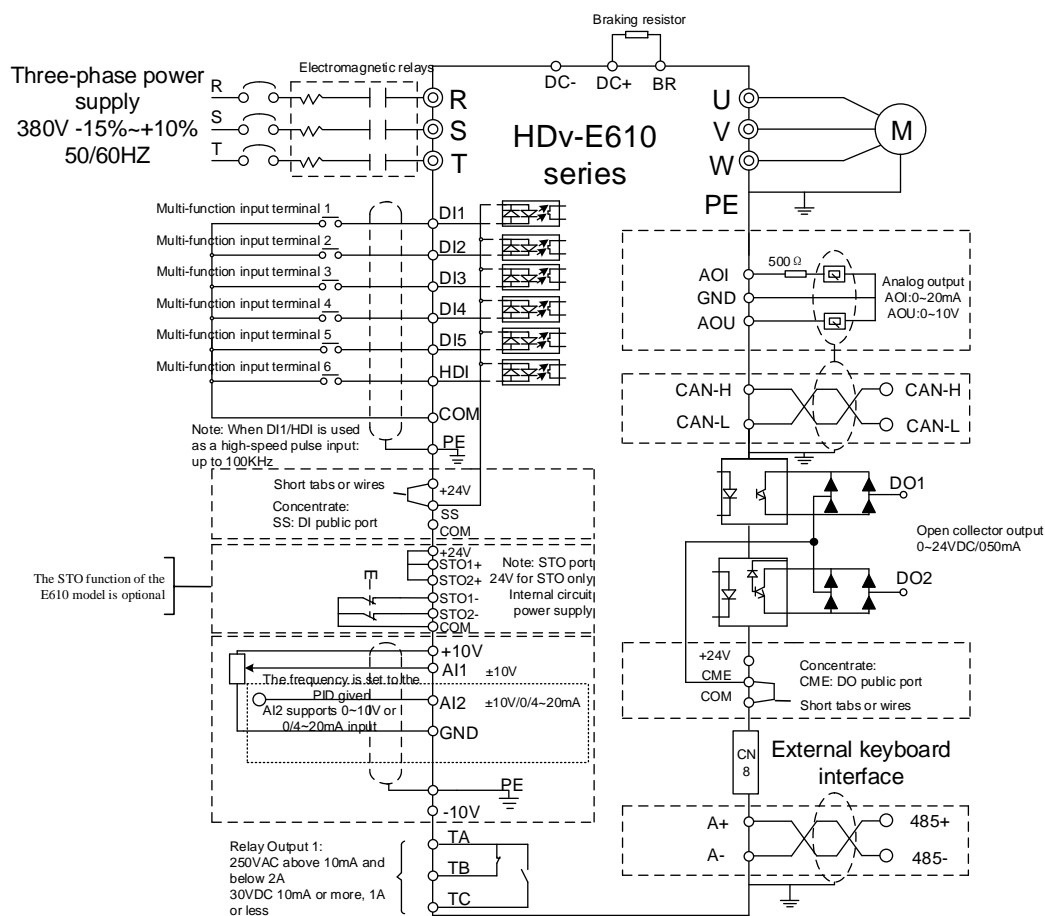 Braking resistor
DC-
DC+
BR
Three-phase power
supply
380V -15%~+10%
50/60HZ
Electromagnetic relays
R
S
T
R
S
T
HDv-E610
series
U
V
W
M
PE
Multi-function input terminal 1
Multi-function input terminal 2
Multi-function input terminal 3
Multi-function input terminal 4
Multi-function input terminal 5
Multi-function input terminal 6
DI1
DI2
DI3
DI4
DI5
HDI
COM
PE
Note: When DI1/HDI is used
as a high-speed pulse input:
up to 100KHz
Short tabs or wires
Concentrate:
SS: DI public port
+24V
SS
COM
The STO function of the
E610 model is optional
+24V
STO1+
STO2+
STO1-
STO2-
COM
Note: STO port
24V for STO only
Internal circuit
power supply
+10V
AI1
±10V
The frequency is set to the
PID given
AI2 supports 0~10V or
0/4~20mA input
AI2
±10V/0/4~20mA
GND
PE
-10V
Relay Output 1:
250VAC above 10mA and
below 2A
30VDC 10mA or more, 1A
or less
TA
TB
TC
AOI
GND
AOU
500Ω
Analog output
AOI:0~20mA
AOU:0~10V
CAN-H
CAN-L
CAN-H
CAN-L
DO1
Open collector output
0~24VDC/050mA
DO2
+24V
CME
COM
Concentrate:
CME: DO public port
Short tabs or wires
CN
8
External keyboard
interface
A+
A-
485+
485-